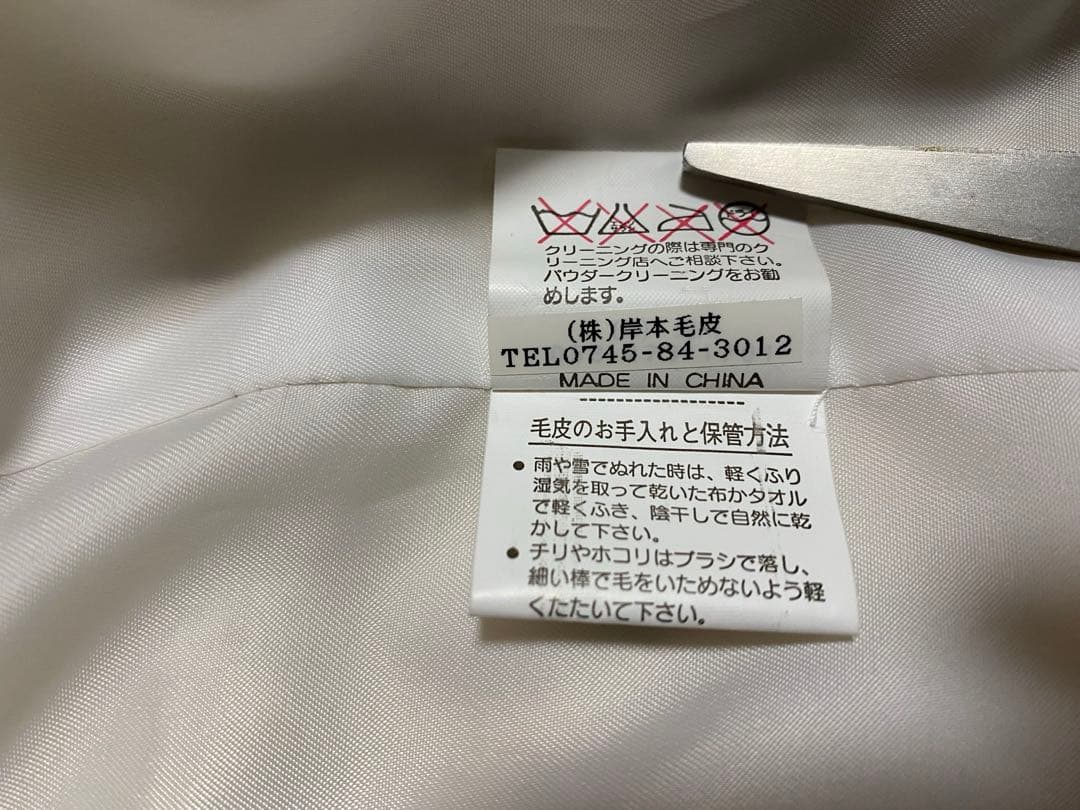 クリーニングの際は専門のク
リーニング店へご相談下さい。
パウダークリーニングをお勧
めします。
(株)岸本毛皮
TEL0745-84-3012
MADE IN CHINA
毛皮のお手入れと保管方法
● 雨や雪でぬれた時は、軽くふり
湿気を取って乾いた布かタオル
で軽くふき、陰干しで自然に乾
かして下さい。
● チリやホコリはブラシで落し、
細い棒で毛をいためないよう軽
くたたいて下さい。